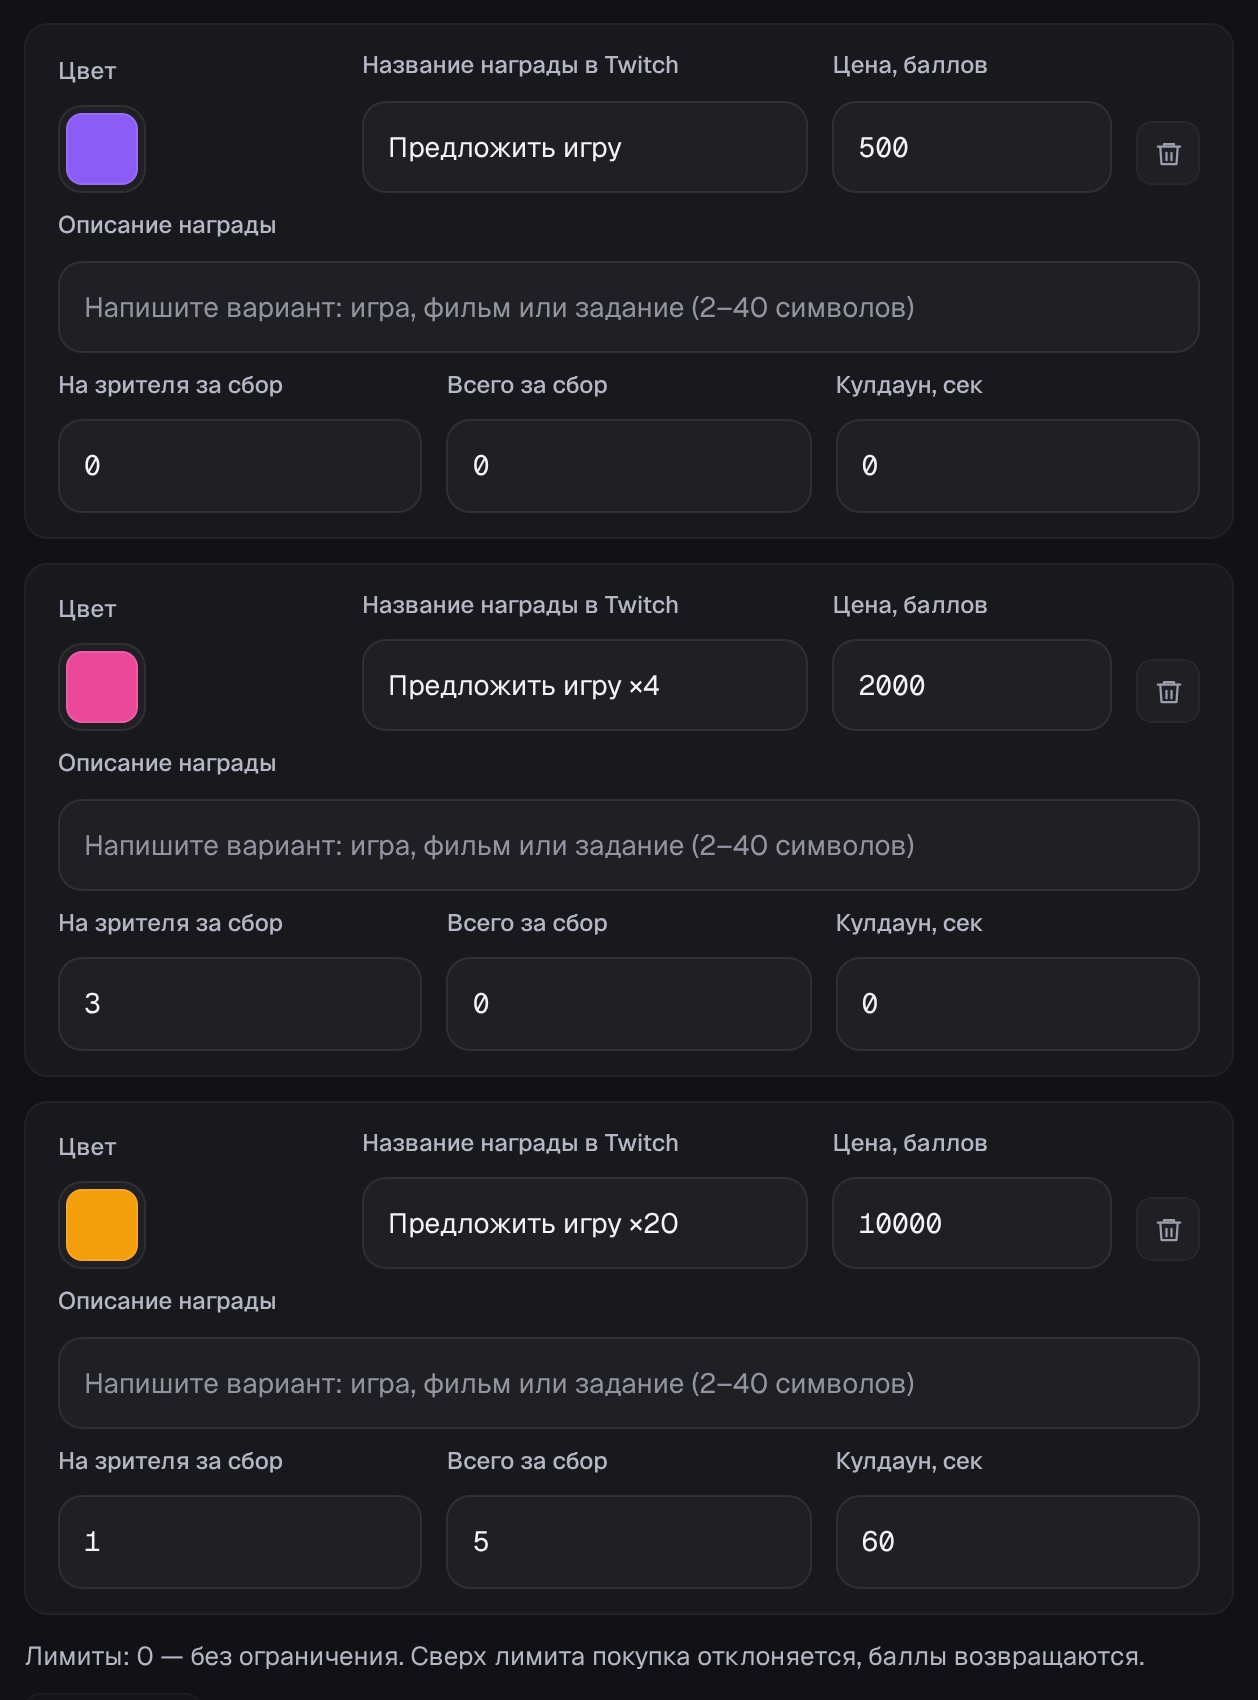 Цвет
Название награды в Twitch
Цена, баллов
Предложить игру
500
Описание награды
Напишите вариант: игра, фильм или задание (2–40 символов)
На зрителя за сбор
Всего за сбор
Кулдаун, сек
0
0
0
Цвет
Название награды в Twitch
Цена, баллов
Предложить игру ×4
2000
Описание награды
Напишите вариант: игра, фильм или задание (2–40 символов)
На зрителя за сбор
Всего за сбор
Кулдаун, сек
3
0
0
Цвет
Название награды в Twitch
Цена, баллов
Предложить игру ×20
10000
Описание награды
Напишите вариант: игра, фильм или задание (2–40 символов)
На зрителя за сбор
Всего за сбор
Кулдаун, сек
1
5
60
Лимиты: 0 — без ограничения. Сверх лимита покупка отклоняется, баллы возвращаются.